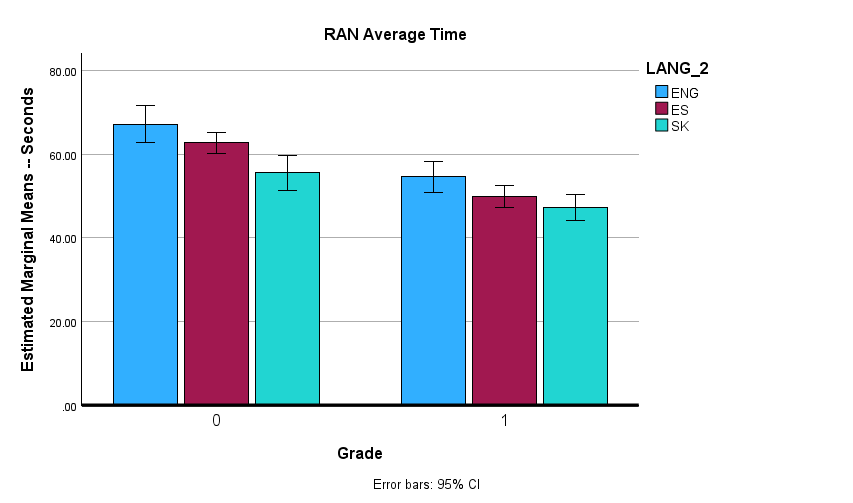 RAN Average Time
Estimated Marginal Means -- Seconds
80.00
60.00
40.00
20.00
.00
0
1
Grade
LANG_2
ENG
ES
SK
Error bars: 95% CI